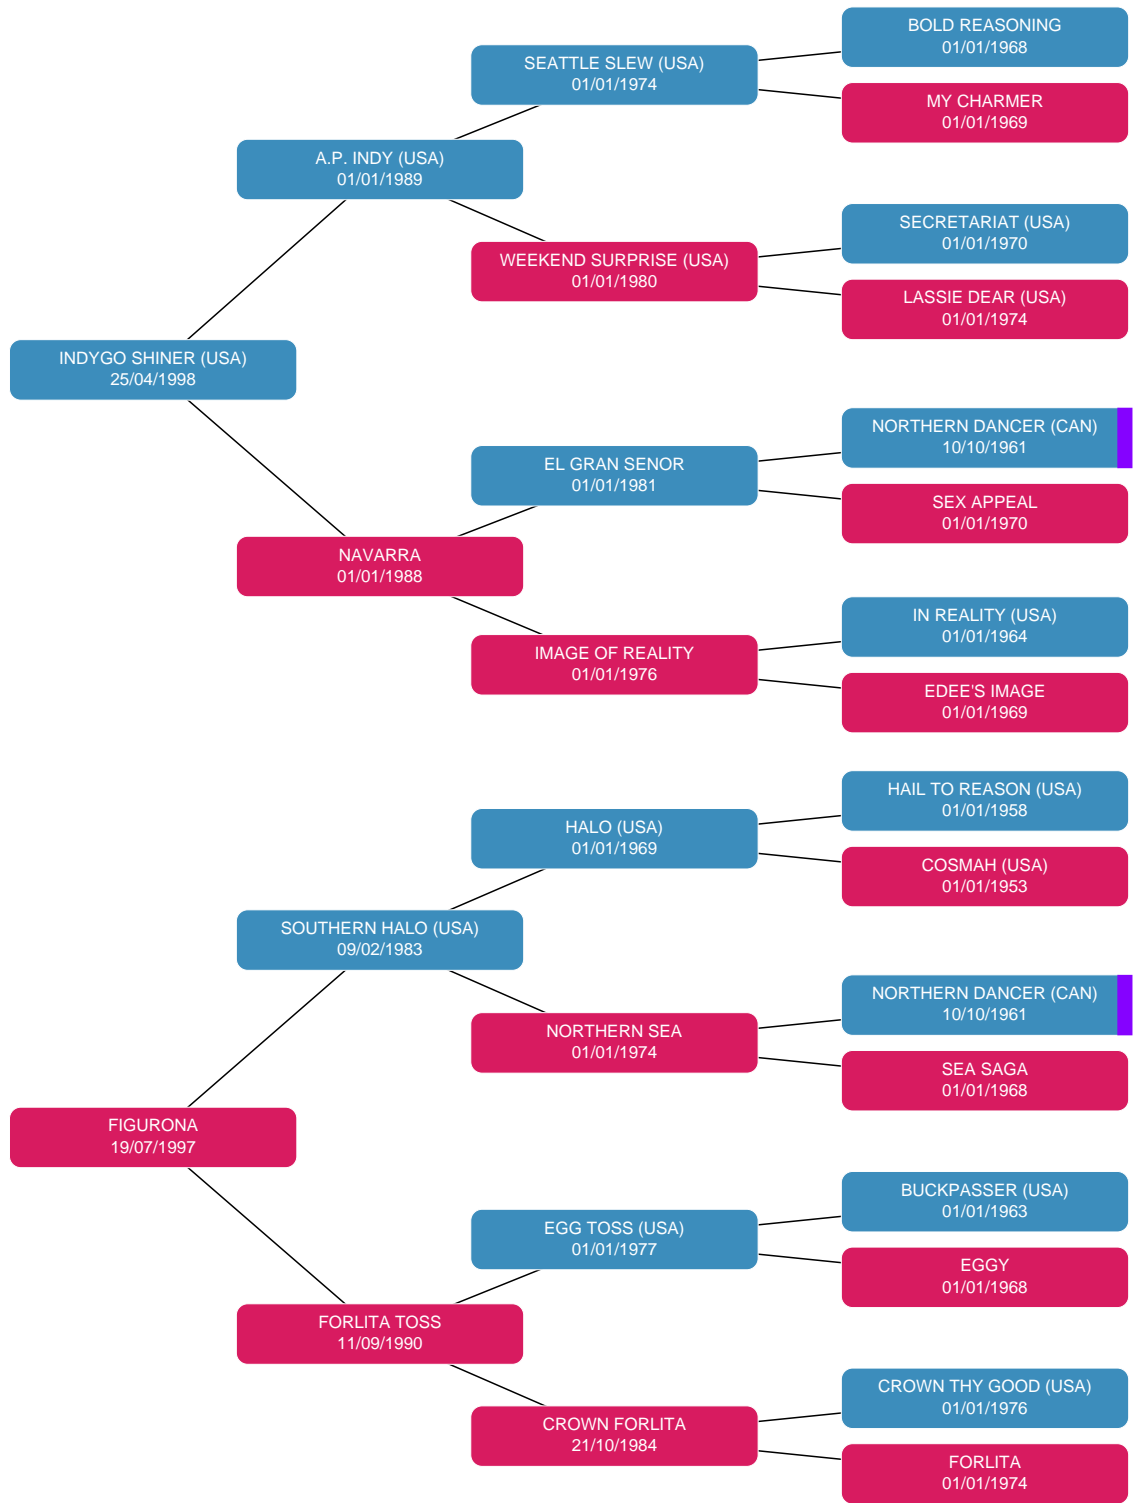 BOLD REASONING
01/01/1968
SEATTLE SLEW (USA)
01/01/1974
MY CHARMER
01/01/1969
A.P. INDY (USA)
01/01/1989
SECRETARIAT (USA)
01/01/1970
WEEKEND SURPRISE (USA)
01/01/1980
LASSIE DEAR (USA)
01/01/1974
INDYGO SHINER (USA)
25/04/1998
NORTHERN DANCER (CAN)
10/10/1961
EL GRAN SENOR
01/01/1981
SEX APPEAL
01/01/1970
NAVARRA
01/01/1988
IN REALITY (USA)
01/01/1964
IMAGE OF REALITY
01/01/1976
EDEE'S IMAGE
01/01/1969
HAIL TO REASON (USA)
01/01/1958
HALO (USA)
01/01/1969
COSMAH (USA)
01/01/1953
SOUTHERN HALO (USA)
09/02/1983
NORTHERN DANCER (CAN)
10/10/1961
NORTHERN SEA
01/01/1974
SEA SAGA
01/01/1968
FIGURONA
19/07/1997
BUCKPASSER (USA)
01/01/1963
EGG TOSS (USA)
01/01/1977
EGGY
01/01/1968
FORLITA TOSS
11/09/1990
CROWN THY GOOD (USA)
01/01/1976
CROWN FORLITA
21/10/1984
FORLITA
01/01/1974